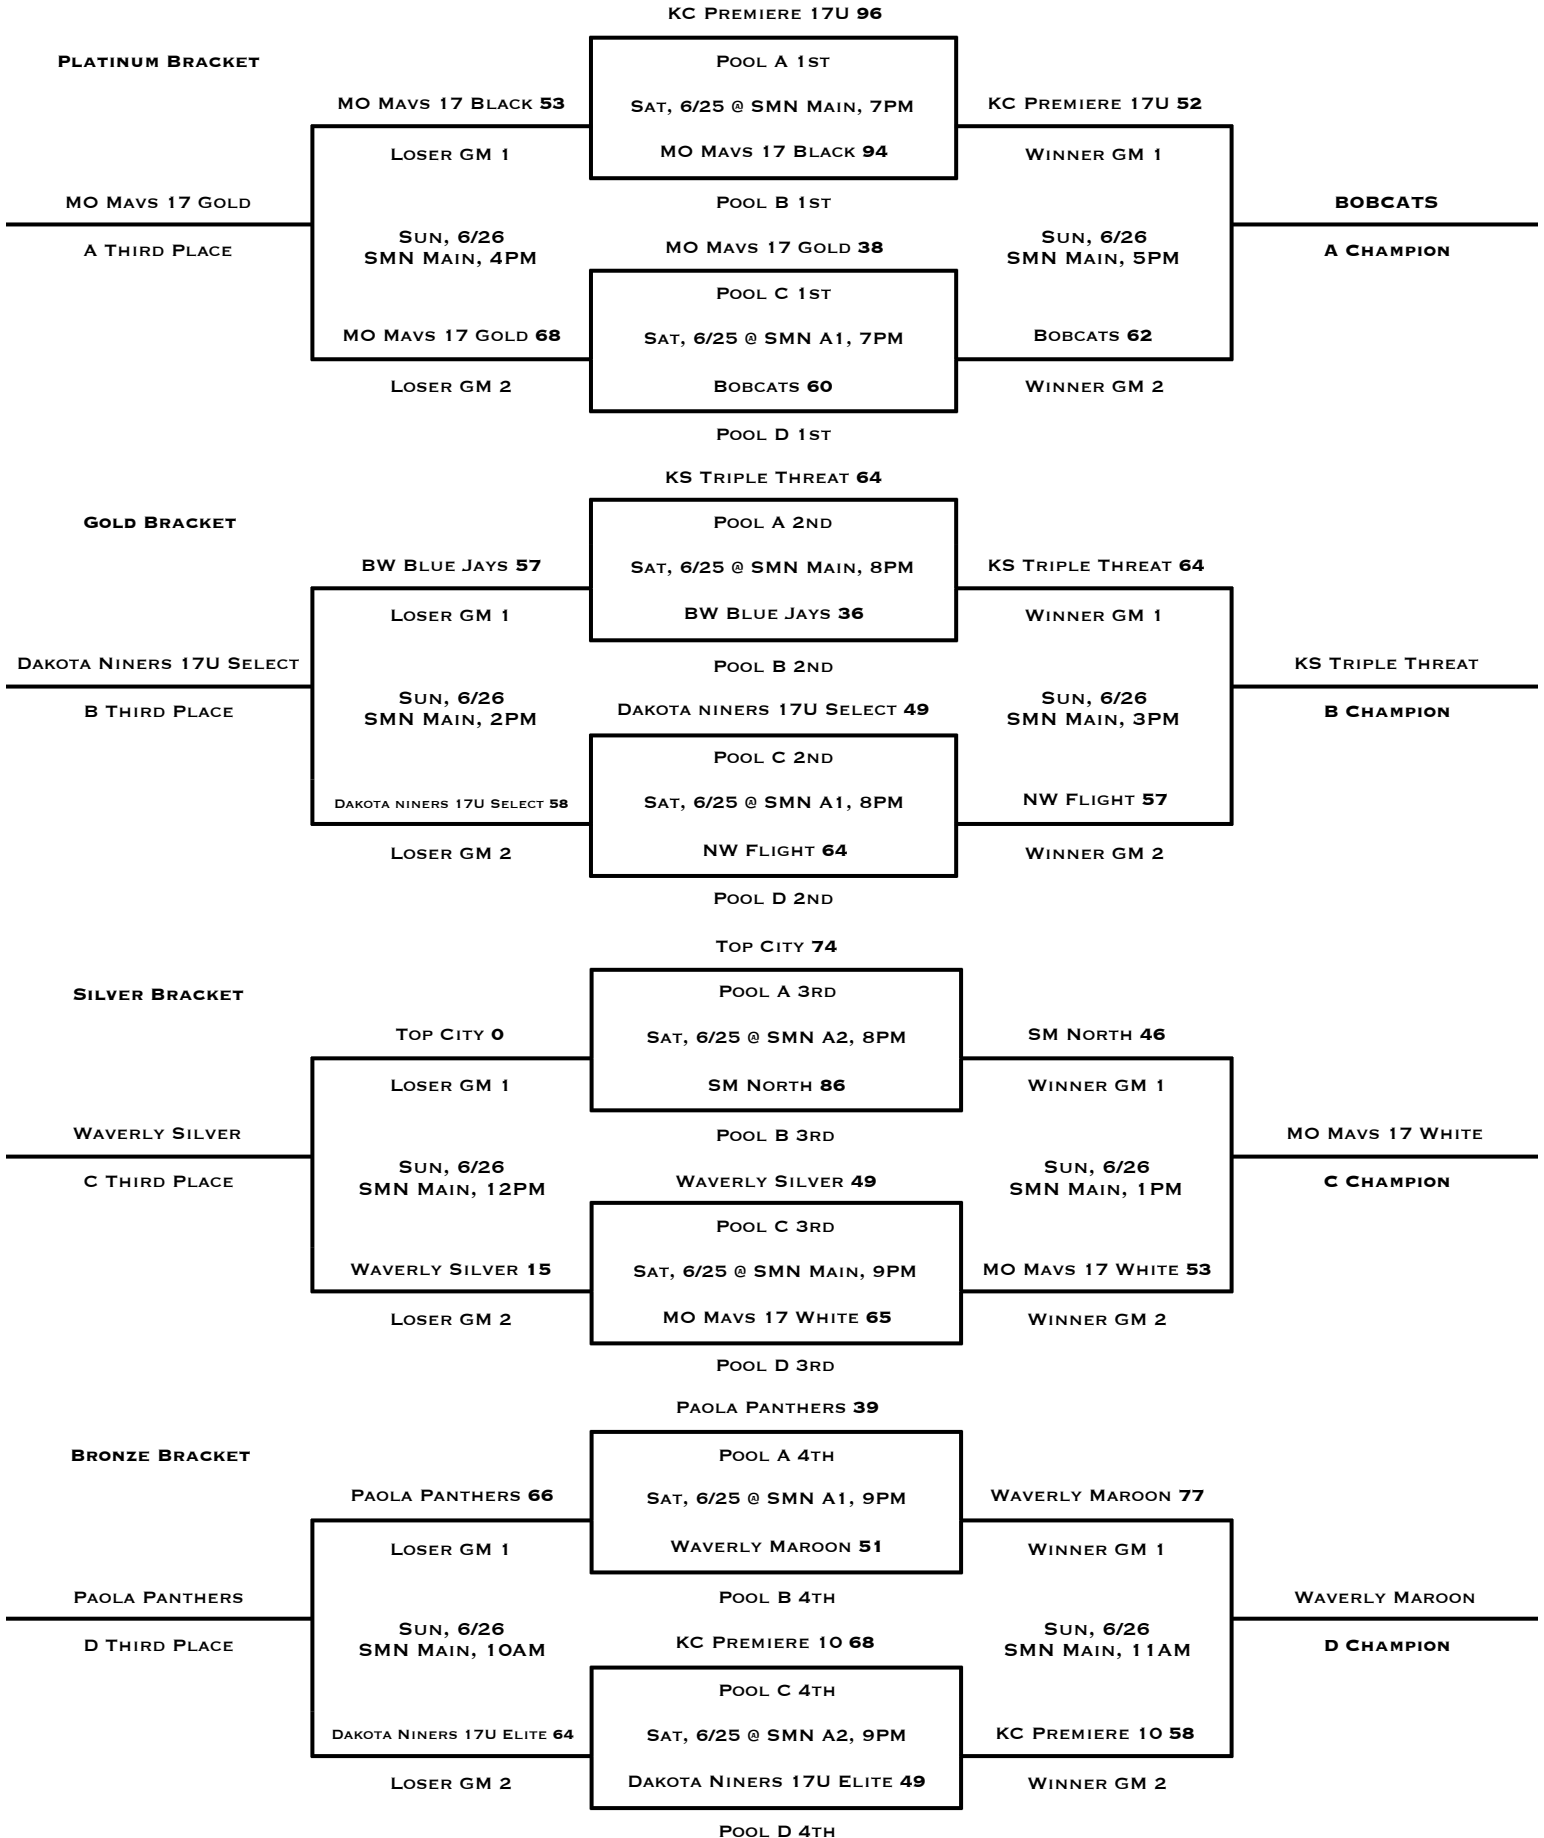 KC Premiere 17U 96
Platinum Bracket
Pool A 1st
MO Mavs 17 Black 53
Sat, 6/25 @ SMN Main, 7PM
KC Premiere 17U 52
Loser GM 1
MO Mavs 17 Black 94
Winner GM 1
MO Mavs 17 Gold
Pool B 1st
BOBCATS
A Third Place
Sun, 6/26
SMN Main, 4PM
MO Mavs 17 Gold 38
Sun, 6/26
SMN Main, 5PM
A Champion
Pool C 1st
MO Mavs 17 Gold 68
Sat, 6/25 @ SMN A1, 7PM
Bobcats 62
Loser GM 2
Bobcats 60
Winner GM 2
Pool D 1st
KS Triple Threat 64
Gold Bracket
Pool A 2nd
BW Blue Jays 57
Sat, 6/25 @ SMN Main, 8PM
KS Triple Threat 64
Loser GM 1
BW Blue Jays 36
Winner GM 1
Dakota Niners 17U Select
Pool B 2nd
KS Triple Threat
B Third Place
Sun, 6/26
SMN Main, 2PM
Dakota niners 17U Select 49
Sun, 6/26
SMN Main, 3PM
B Champion
Pool C 2nd
Dakota niners 17U Select 58
Sat, 6/25 @ SMN A1, 8PM
NW Flight 57
Loser GM 2
NW Flight 64
Winner GM 2
Pool D 2nd
Top City 74
Silver Bracket
Pool A 3rd
Top City 0
Sat, 6/25 @ SMN A2, 8PM
SM North 46
Loser GM 1
SM North 86
Winner GM 1
Waverly Silver
Pool B 3rd
MO Mavs 17 White
C Third Place
Sun, 6/26
SMN Main, 12PM
Waverly Silver 49
Sun, 6/26
SMN Main, 1PM
C Champion
Pool C 3rd
Waverly Silver 15
Sat, 6/25 @ SMN Main, 9PM
MO Mavs 17 White 53
Loser GM 2
MO Mavs 17 White 65
Winner GM 2
Pool D 3rd
Paola Panthers 39
Bronze Bracket
Pool A 4th
Paola Panthers 66
Sat, 6/25 @ SMN A1, 9PM
Waverly Maroon 77
Loser GM 1
Waverly Maroon 51
Winner GM 1
Paola Panthers
Pool B 4th
Waverly Maroon
D Third Place
Sun, 6/26
SMN Main, 10AM
KC Premiere 10 68
Sun, 6/26
SMN Main, 11AM
D Champion
Pool C 4th
Dakota Niners 17U Elite 64
Sat, 6/25 @ SMN A2, 9PM
KC Premiere 10 58
Loser GM 2
Dakota Niners 17U Elite 49
Winner GM 2
Pool D 4th